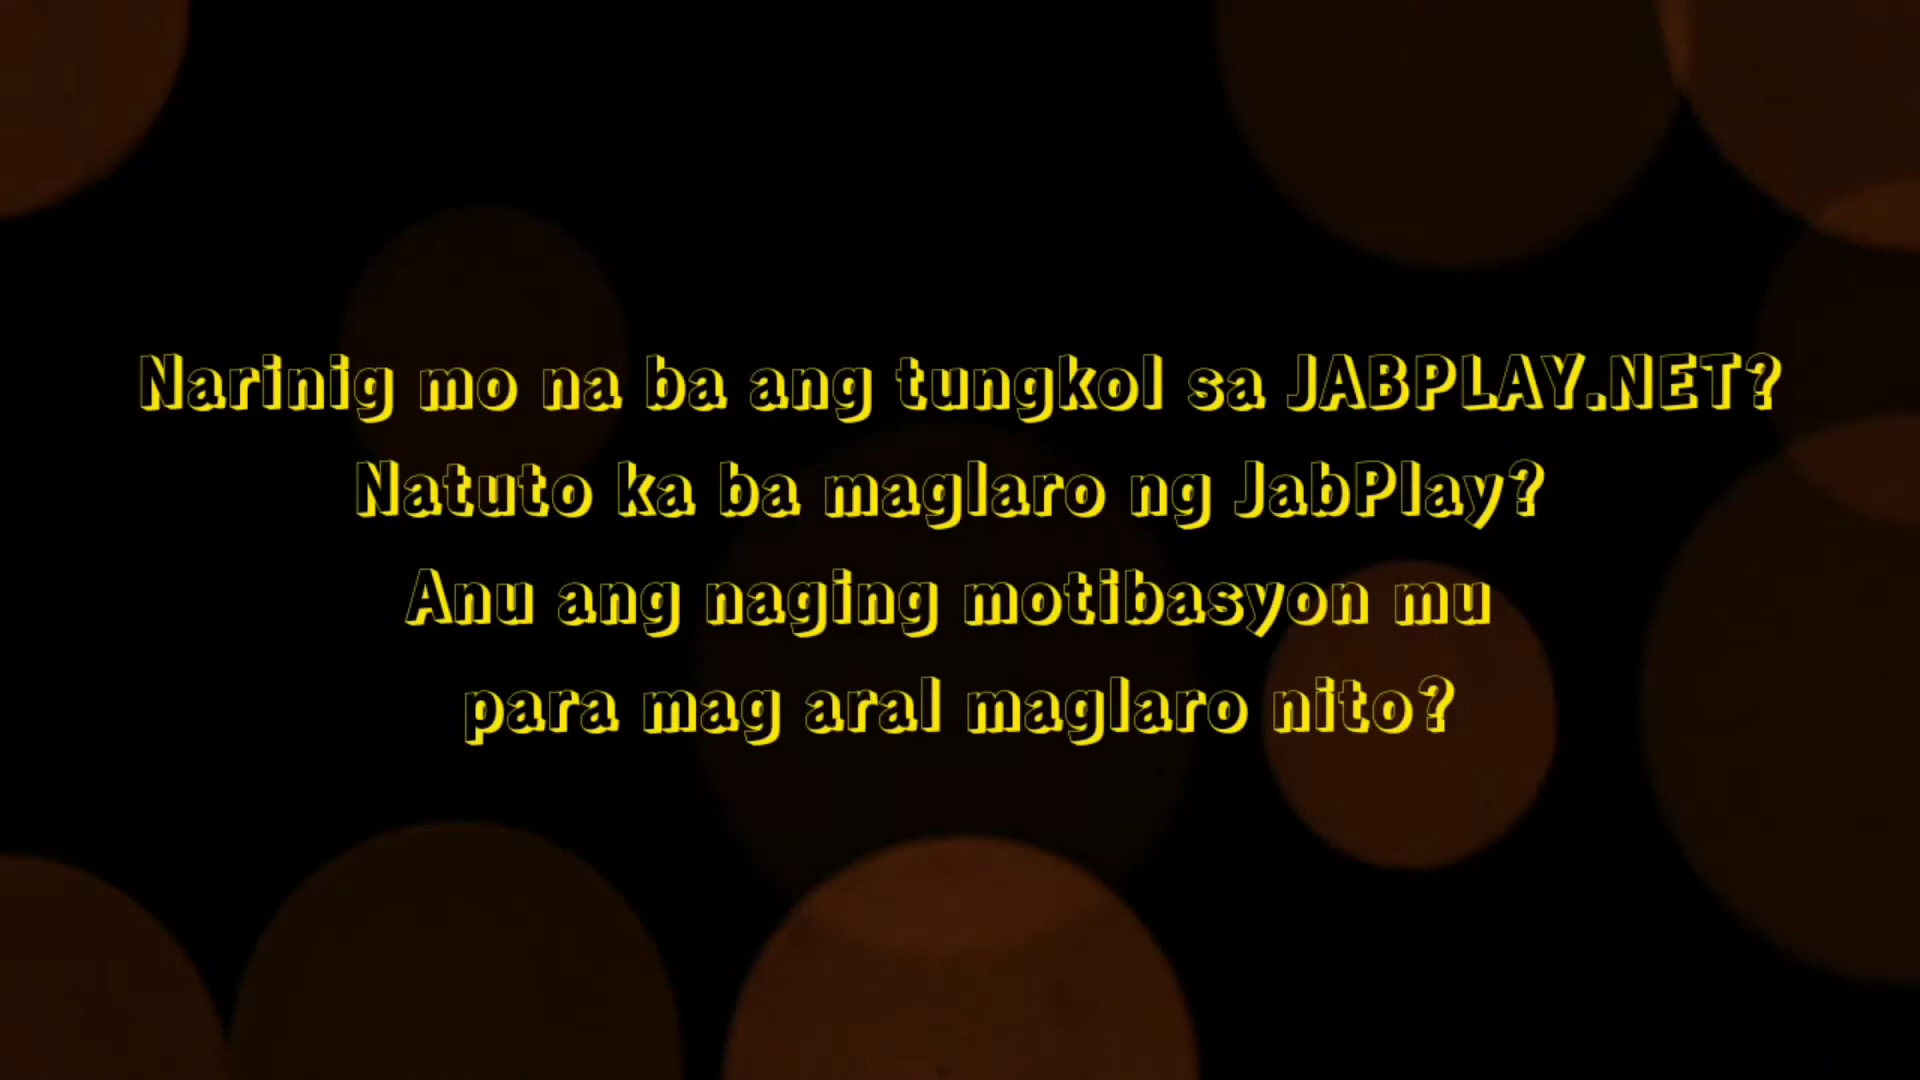 Narinig mo na ba ang tungkol sa JABPLAY.NET?
Natuto ka ba maglaro ng JabPlay?
Anu ang naging motibasyon mu
para mag aral maglaro nito?